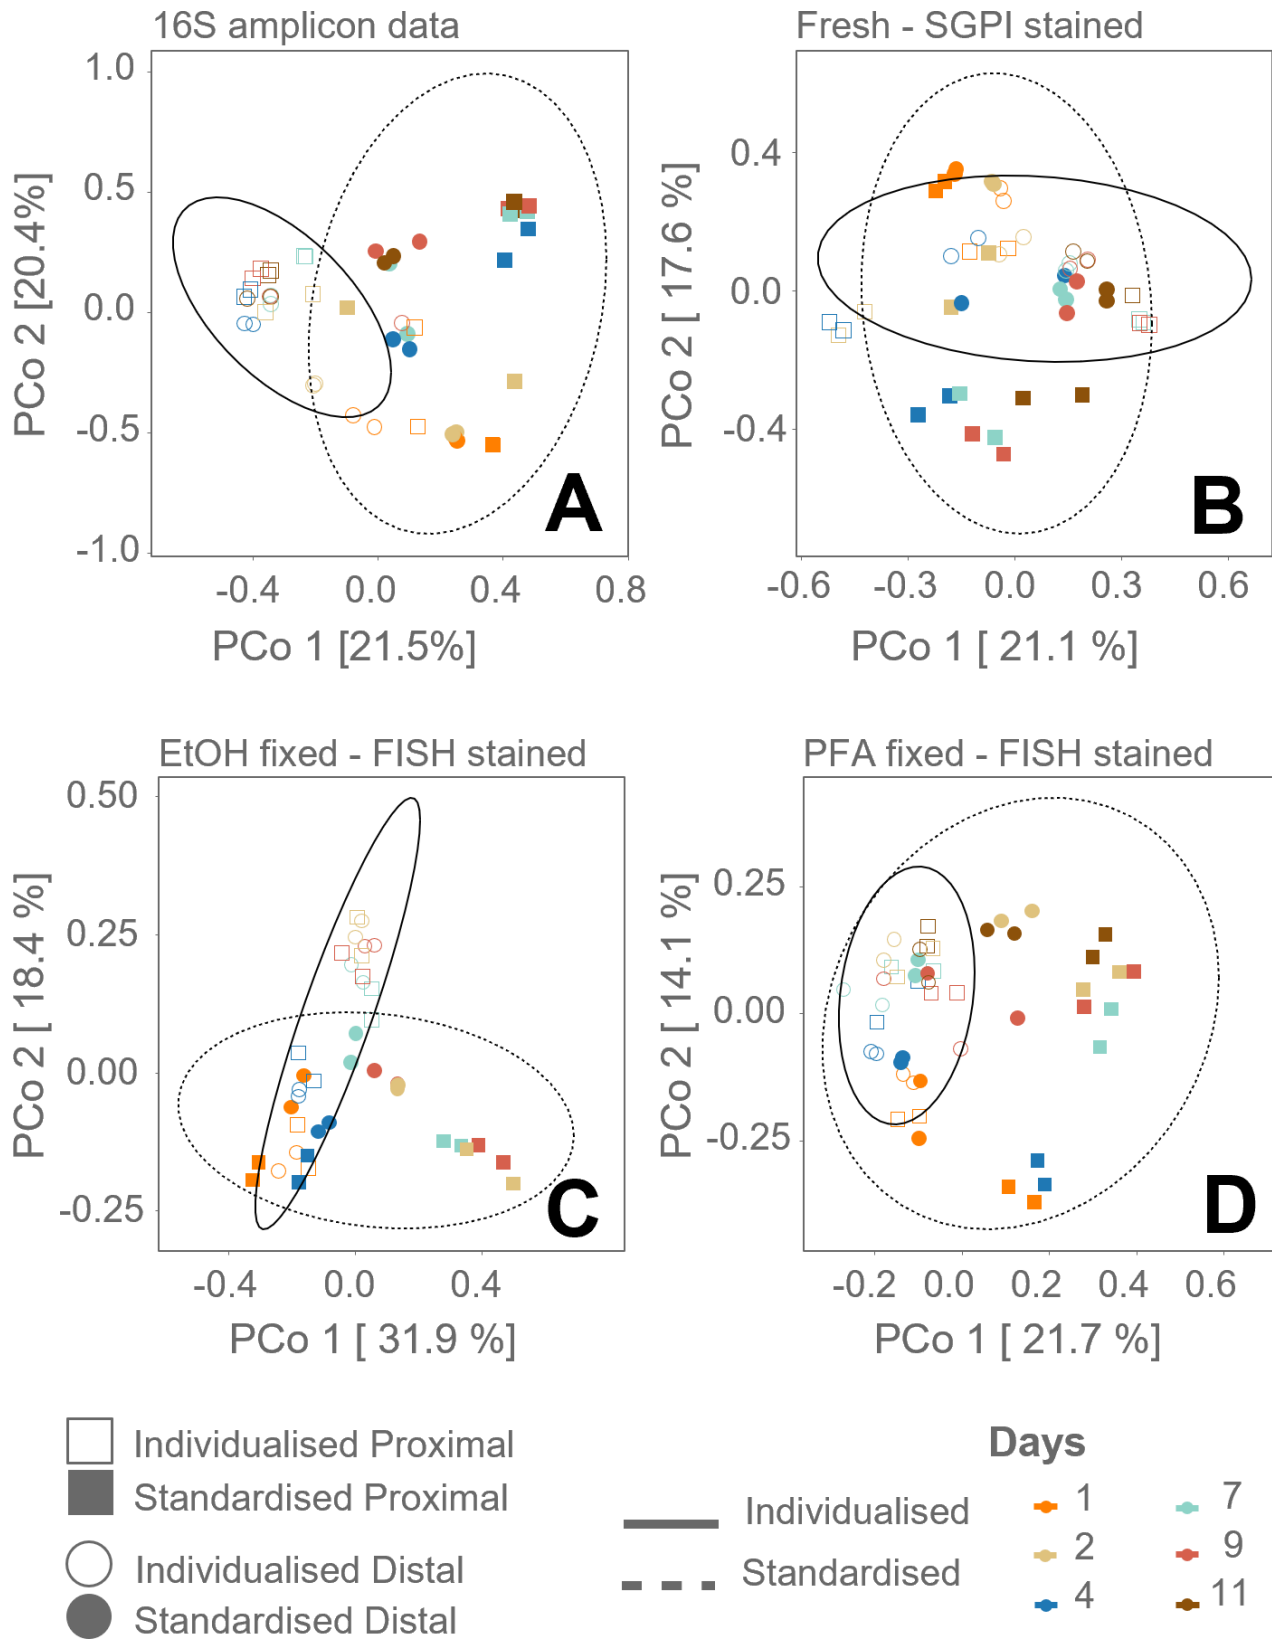 16S amplicon data
1.0
0.5
0.0
-0.5
-1.0
PCo 2 [20.4%]
A
-0.4 0.0 0.4 0.8
PCo 1 [21.5%]
Fresh - SGPI stained
0.4
0.0
-0.4
PCo 2 [ 17.6 %]
B
-0.6 -0.3 0.0 0.3 0.6
PCo 1 [ 21.1 %]
EtOH fixed - FISH stained
0.50
0.25
0.00
-0.25
PCo 2 [ 18.4 %]
C
-0.4 0.0 0.4
PCo 1 [ 31.9 %]
PFA fixed - FISH stained
0.25
0.00
-0.25
PCo 2 [ 14.1 %]
D
-0.2 0.0 0.2 0.4 0.6
PCo 1 [ 21.7 %]
Individualised Proximal
Standardised Proximal
Individualised Distal
Standardised Distal
Individualised
Standardised
Days
1
2
4
7
9
11